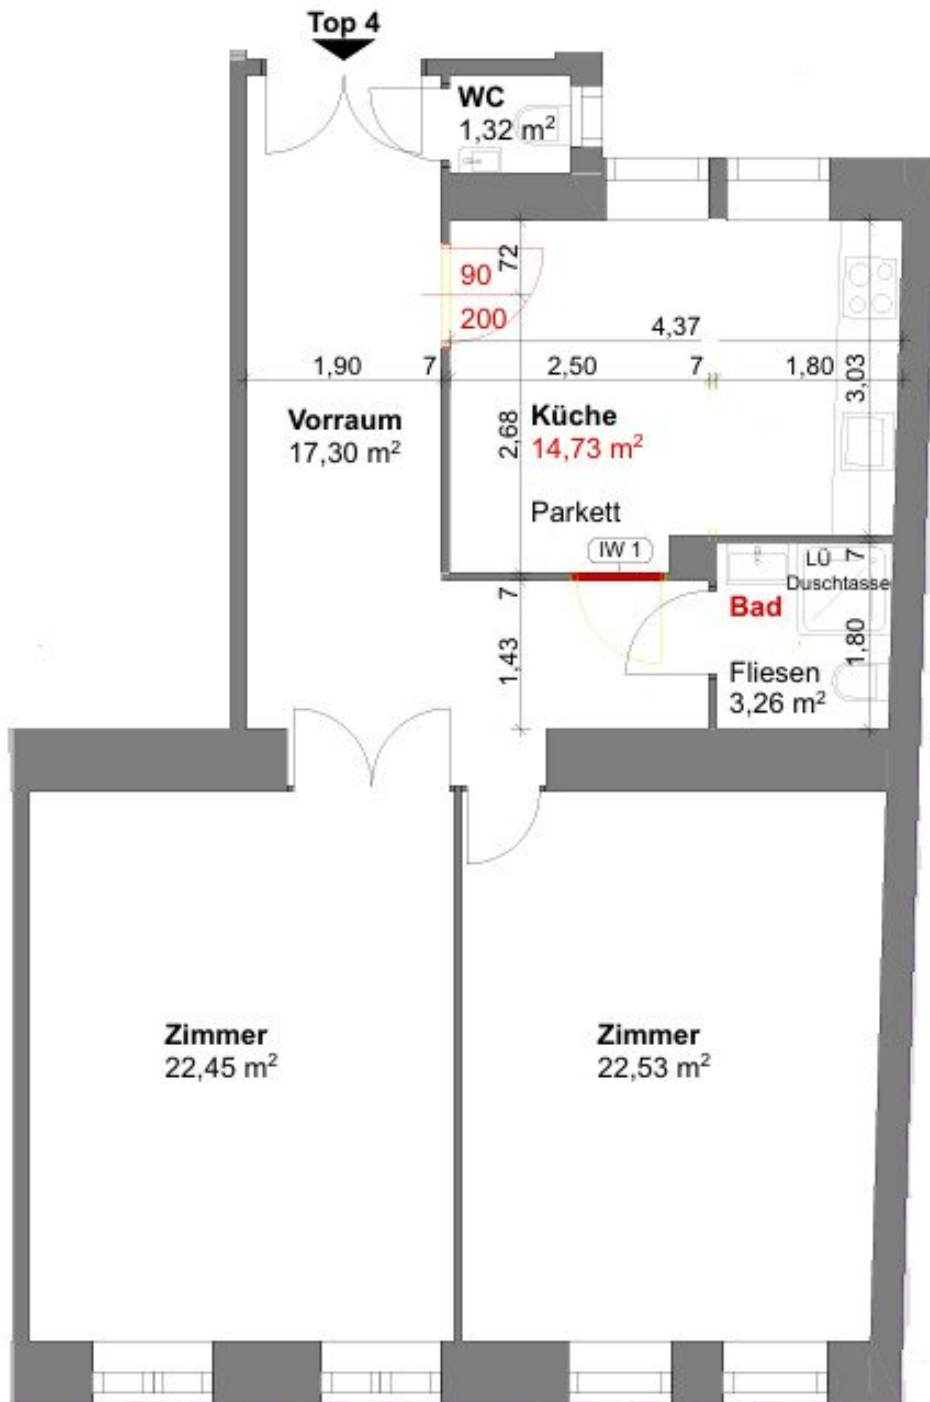 Top 4
WC
1,32 m²
72
90
200
4,37
1,90
7
2,50
7
1,80
3,03
Vorraum
17,30 m²
2,68
Küche
14,73 m²
Parkett
IW 1
LÜ
7
Duschtasse
7
Bad
1,43
1,80
Fliesen
3,26 m²
Zimmer
22,45 m²
Zimmer
22,53 m²